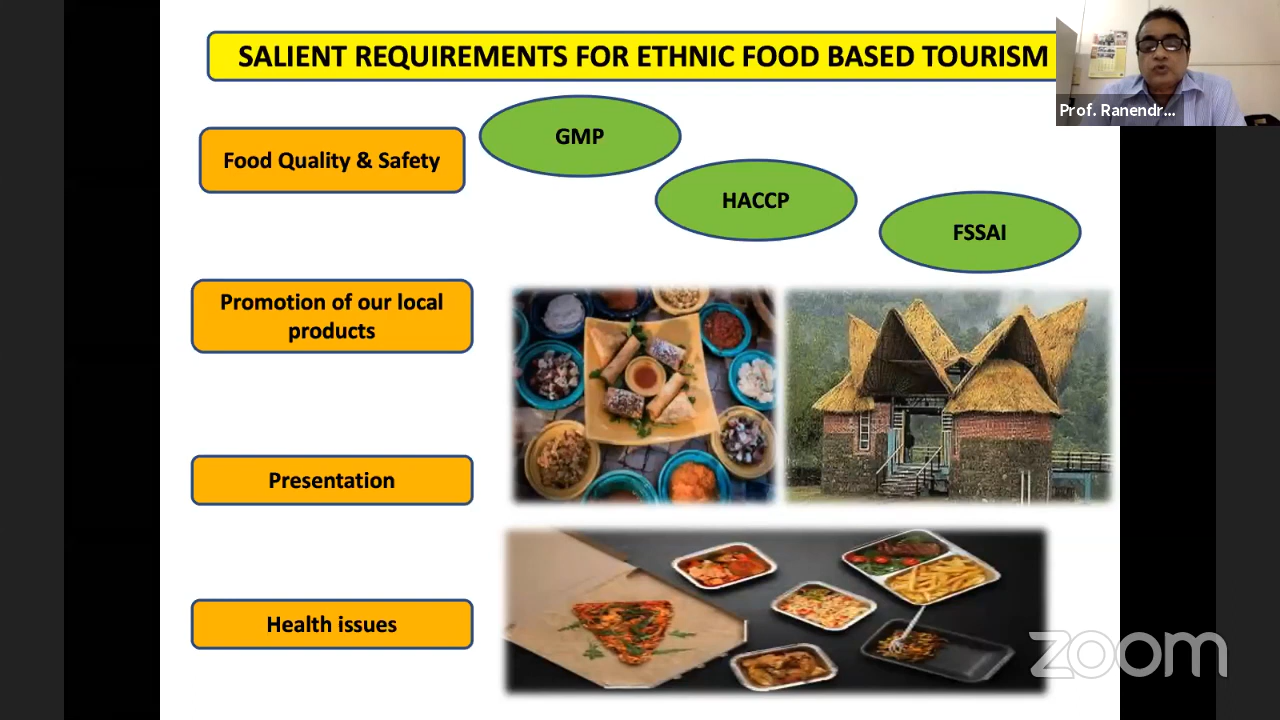 SALIENT REQUIREMENTS FOR ETHNIC FOOD BASED TOURISM
Prof. Ranendr...
Food Quality & Safety
GMP
HACCP
FSSAI
Promotion of our local
products
Presentation
Health issues
zoom